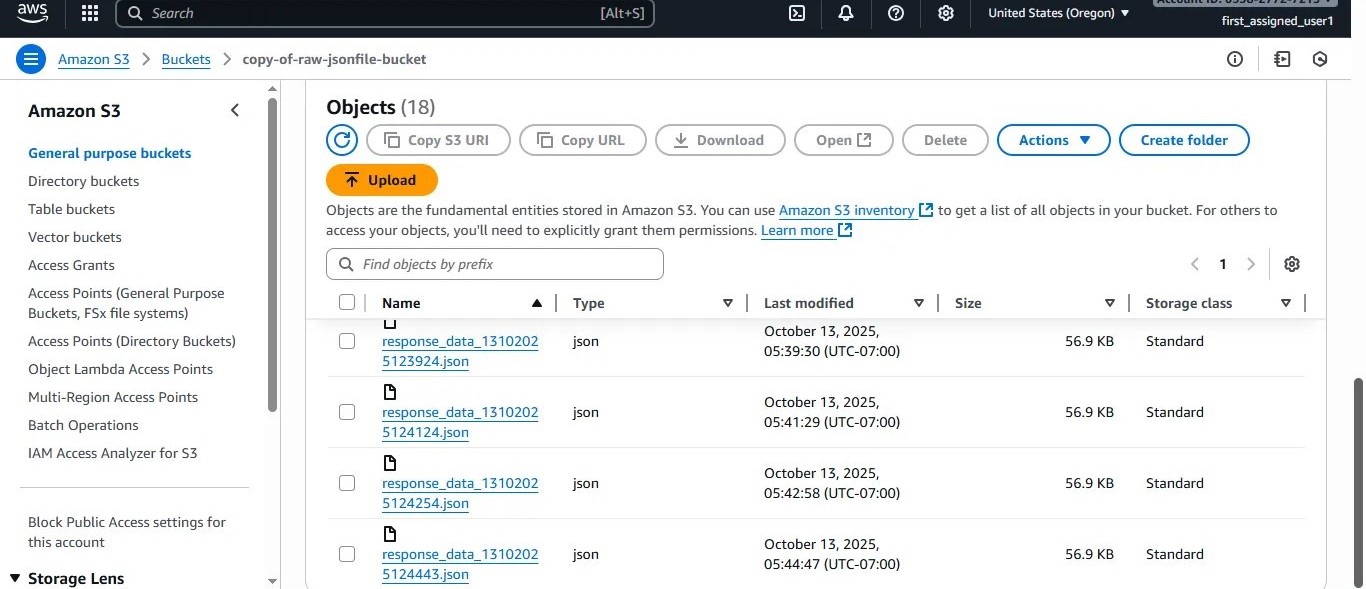 aws
Search
[Alt+S]
United States (Oregon)
first_assigned_user1
Amazon S3
Buckets
copy-of-raw-jsonfile-bucket
Amazon S3
General purpose buckets
Directory buckets
Table buckets
Vector buckets
Access Grants
Access Points (General Purpose
Buckets, FSx file systems)
Access Points (Directory Buckets)
Object Lambda Access Points
Multi-Region Access Points
Batch Operations
IAM Access Analyzer for S3
Block Public Access settings for
this account
Storage Lens
Objects (18)
Copy S3 URI
Copy URL
Download
Open
Delete
Actions
Create folder
Upload
Objects are the fundamental entities stored in Amazon S3. You can use Amazon S3 inventory to get a list of all objects in your bucket. For others to
access your objects, you'll need to explicitly grant them permissions. Learn more
Find objects by prefix
1
Name Type Last modified Size Storage class
response_data_1310202
5123924.json
json
October 13, 2025,
05:39:30 (UTC-07:00)
56.9 KB
Standard
response_data_1310202
5124124.json
json
October 13, 2025,
05:41:29 (UTC-07:00)
56.9 KB
Standard
response_data_1310202
5124254.json
json
October 13, 2025,
05:42:58 (UTC-07:00)
56.9 KB
Standard
response_data_1310202
5124443.json
json
October 13, 2025,
05:44:47 (UTC-07:00)
56.9 KB
Standard